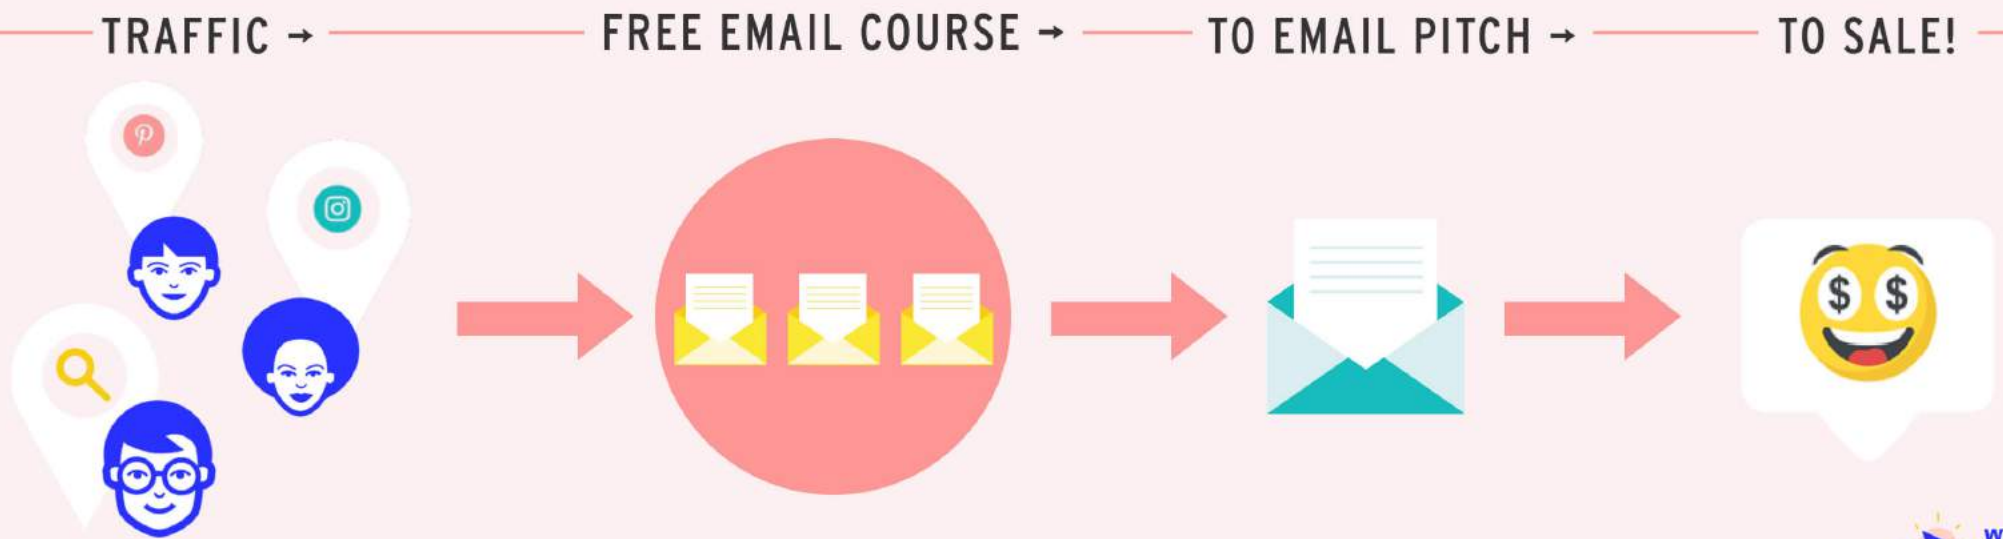 TRAFFIC → FREE EMAIL COURSE → TO EMAIL PITCH → TO SALE!
$ $